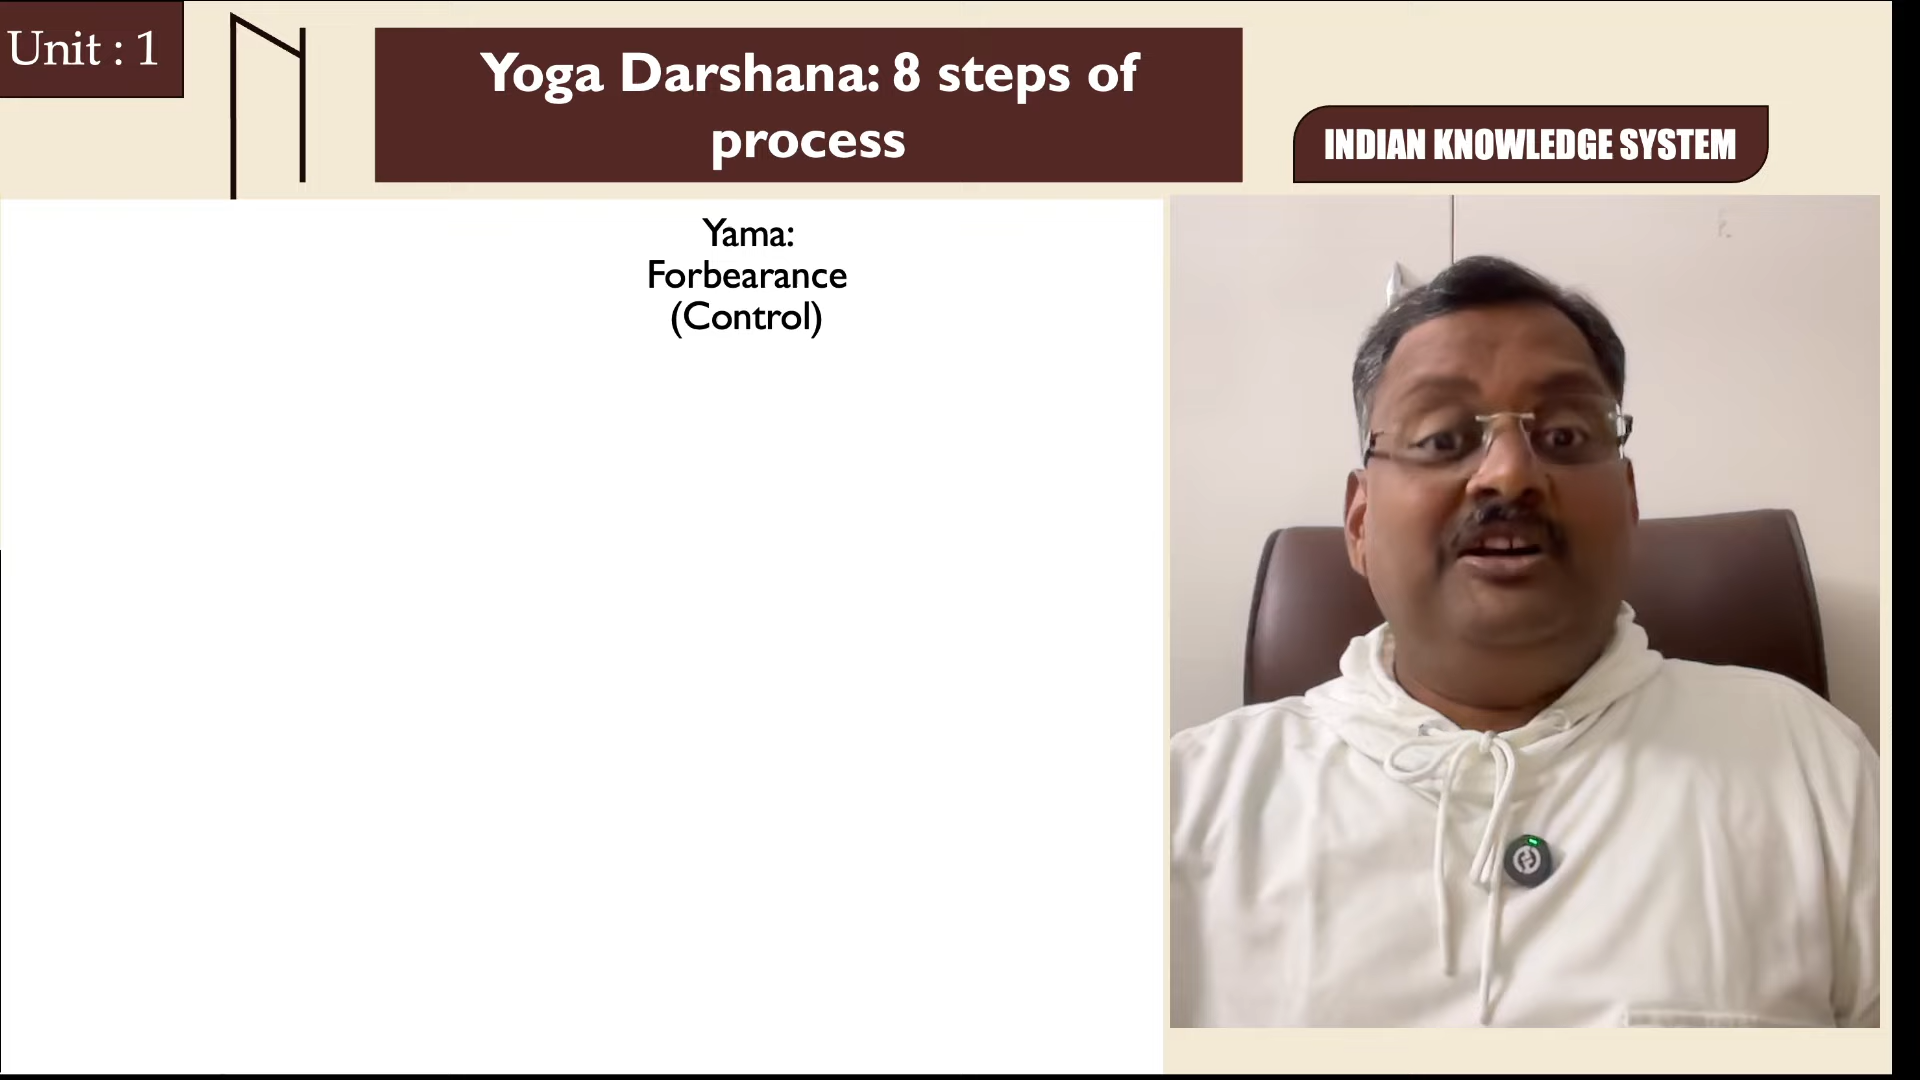 Unit : 1
Yoga Darshana: 8 steps of
process
INDIAN KNOWLEDGE SYSTEM
Yama:
Forbearance
(Control)